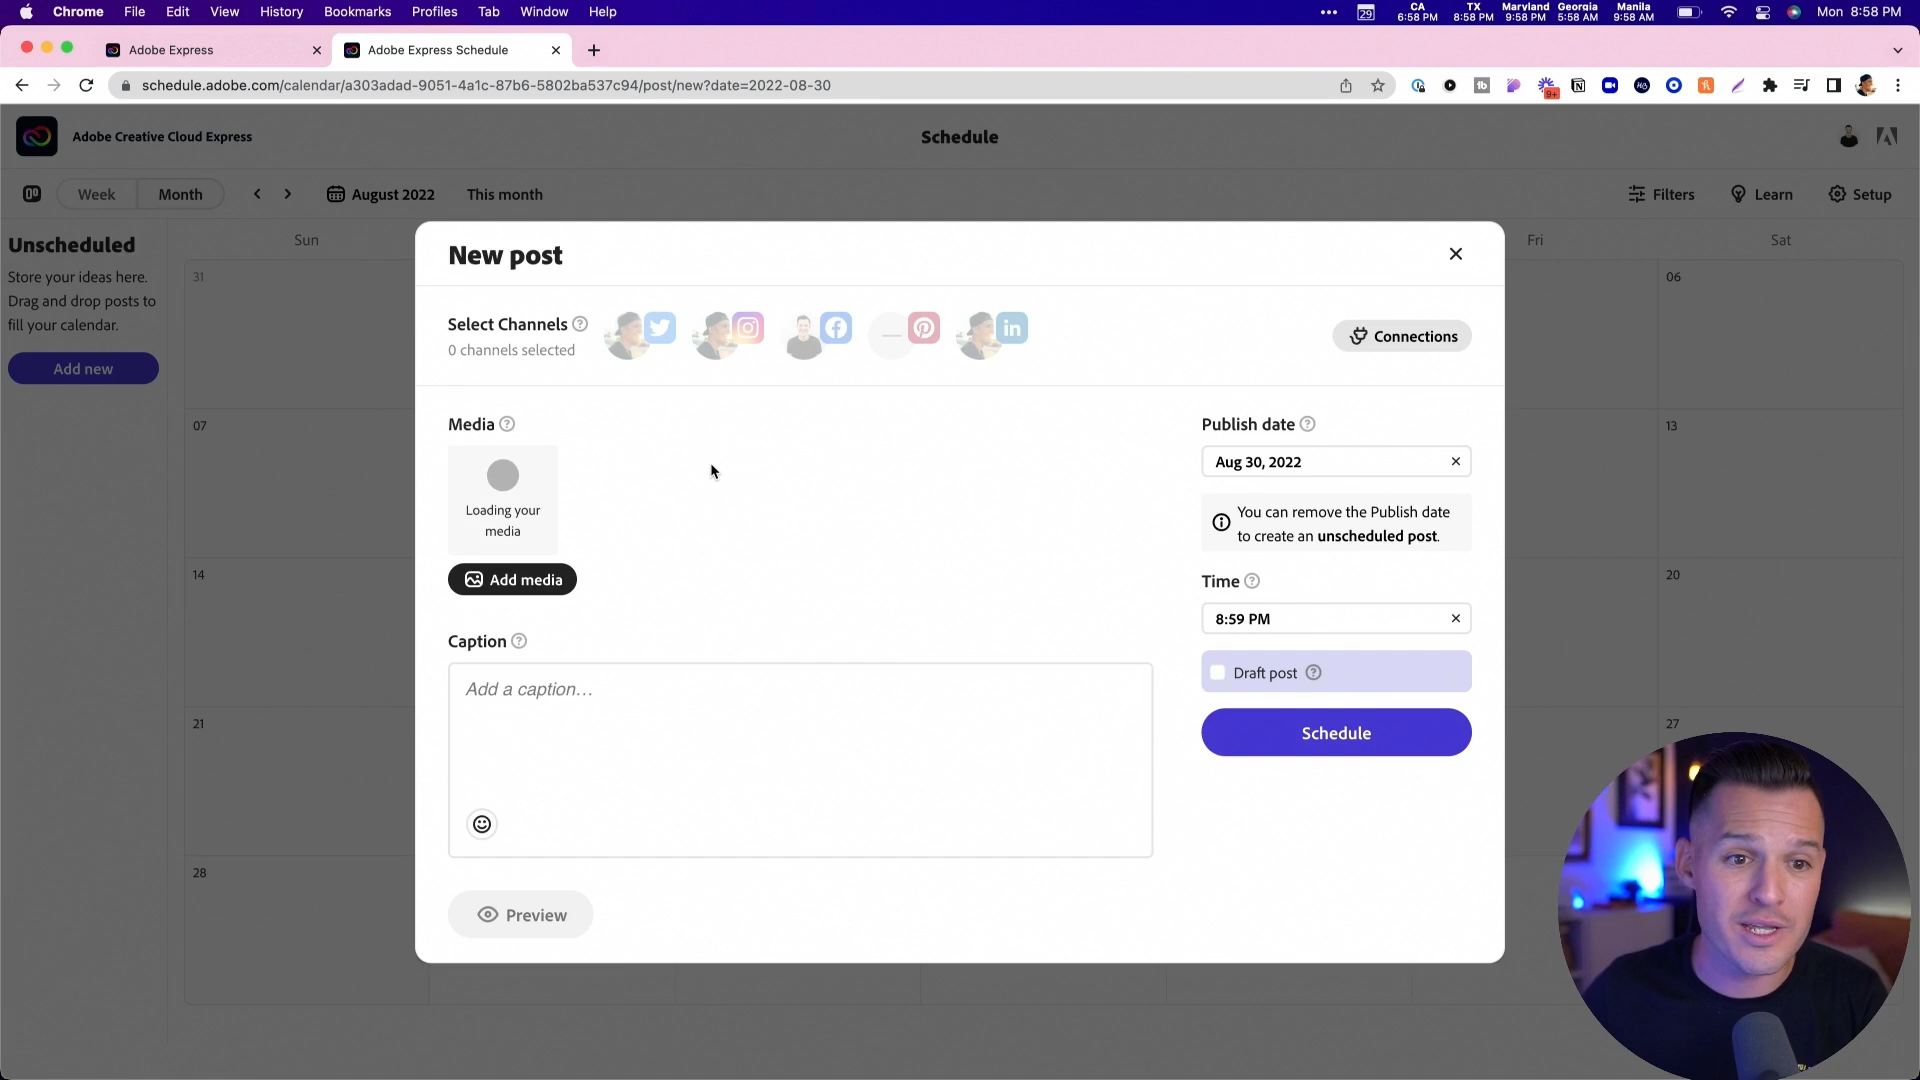 Chrome File Edit View History Bookmarks Profiles Tab Window Help
29
CA
6:58 PM
TX
8:58 PM
Maryland
9:58 PM
Georgia
5:58 AM
Manila
9:58 AM
Mon 8:58 PM
Adobe Express
Adobe Express Schedule
schedule.adobe.com/calendar/a303adad-9051-4a1c-87b6-5802ba537c94/post/new?date=2022-08-30
9+
Adobe Creative Cloud Express
Schedule
Week Month August 2022 This month
Filters Learn Setup
Unscheduled
Store your ideas here.
Drag and drop posts to
fill your calendar.
Add new
Sun Fri Sat
31 06
07 13
14 20
21 27
28
New post
Select Channels
0 channels selected
Connections
Media
Loading your
media
Add media
Caption
Add a caption...
Preview
Publish date
Aug 30, 2022
You can remove the Publish date
to create an unscheduled post.
Time
8:59 PM
Draft post
Schedule